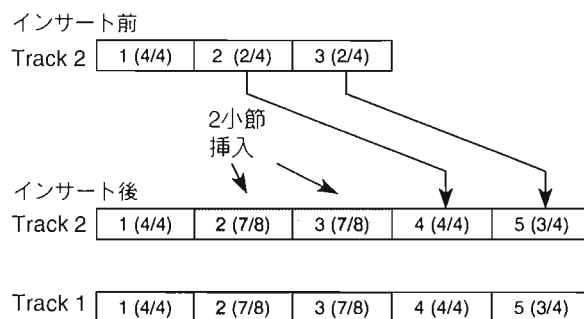 インサート前
Track 2 1 (4/4) 2 (2/4) 3 (2/4)
2小節
挿入
インサート後
Track 2 1 (4/4) 2 (7/8) 3 (7/8) 4 (4/4) 5 (3/4)
Track 1 1 (4/4) 2 (7/8) 3 (7/8) 4 (4/4) 5 (3/4)